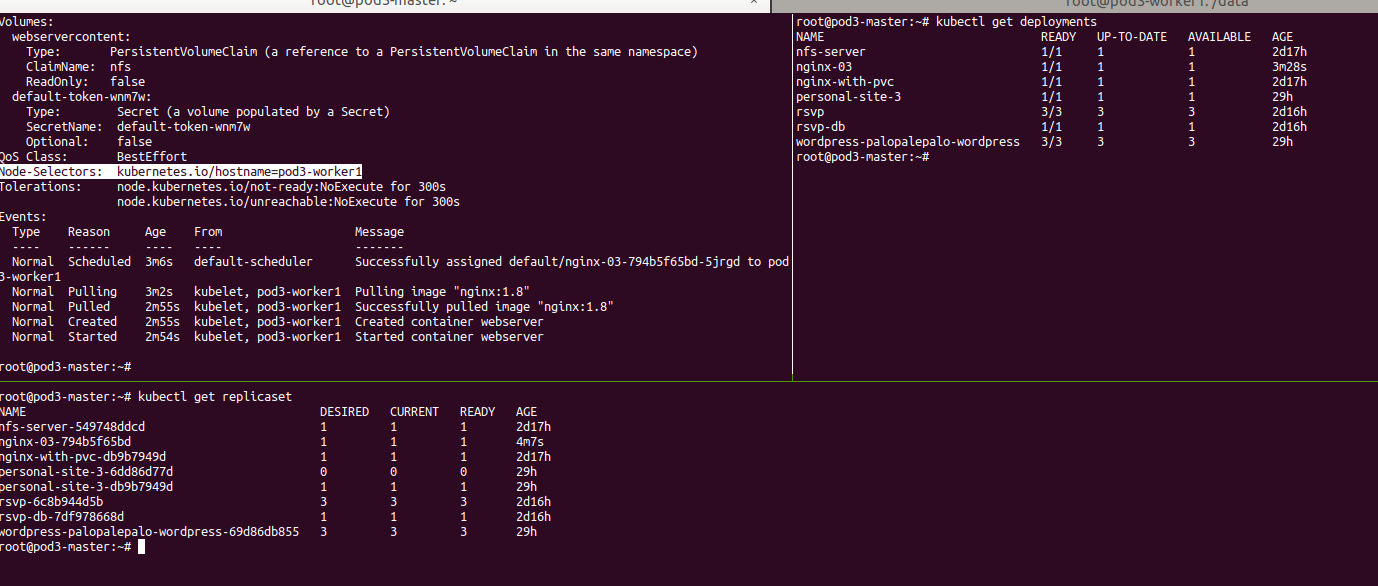 root@pod3-master: ~
×
root@pod3-worker1: /data
Volumes:
  webservercontent:
    Type:       PersistentVolumeClaim (a reference to a PersistentVolumeClaim in the same namespace)
    ClaimName:  nfs
    ReadOnly:   false
  default-token-wnm7w:
    Type:        Secret (a volume populated by a Secret)
    SecretName:  default-token-wnm7w
    Optional:    false
QoS Class:       BestEffort
Node-Selectors:  kubernetes.io/hostname=pod3-worker1
Tolerations:     node.kubernetes.io/not-ready:NoExecute for 300s
                 node.kubernetes.io/unreachable:NoExecute for 300s
Events:
  Type    Reason     Age    From               Message
  ----    ------     ----   ----               -------
  Normal  Scheduled  3m6s   default-scheduler      Successfully assigned default/nginx-03-794b5f65bd-5jrgd to pod
3-worker1
  Normal  Pulling    3m2s   kubelet, pod3-worker1  Pulling image "nginx:1.8"
  Normal  Pulled     2m55s  kubelet, pod3-worker1  Successfully pulled image "nginx:1.8"
  Normal  Created    2m55s  kubelet, pod3-worker1  Created container webserver
  Normal  Started    2m54s  kubelet, pod3-worker1  Started container webserver
root@pod3-master:~#
root@pod3-master:~# kubectl get deployments
NAME                               READY   UP-TO-DATE   AVAILABLE   AGE
nfs-server                         1/1     1            1           2d17h
nginx-03                           1/1     1            1           3m28s
nginx-with-pvc                     1/1     1            1           2d17h
personal-site-3                    1/1     1            1           29h
rsvp                               3/3     3            3           2d16h
rsvp-db                            1/1     1            1           2d16h
wordpress-palopalepalo-wordpress   3/3     3            3           29h
root@pod3-master:~#
root@pod3-master:~# kubectl get replicaset
NAME                                          DESIRED   CURRENT   READY   AGE
nfs-server-549748ddcd                         1         1         1       2d17h
nginx-03-794b5f65bd                           1         1         1       4m7s
nginx-with-pvc-db9b7949d                      1         1         1       2d17h
personal-site-3-6dd86d77d                     0         0         0       29h
personal-site-3-db9b7949d                     1         1         1       29h
rsvp-6c8b944d5b                               3         3         3       2d16h
rsvp-db-7df978668d                            1         1         1       2d16h
wordpress-palopalepalo-wordpress-69d86db855   3         3         3       29h
root@pod3-master:~#